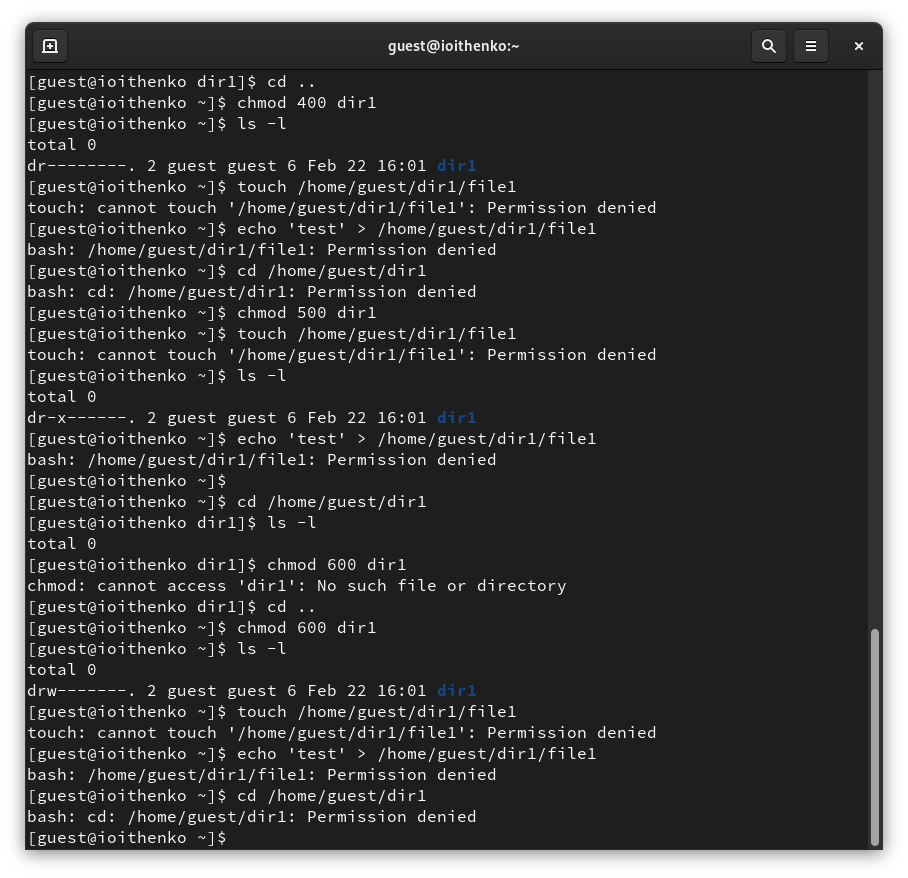 guest@ioithenko:~
[guest@ioithenko dir1]$ cd ..
[guest@ioithenko ~]$ chmod 400 dir1
[guest@ioithenko ~]$ ls -l
total 0
dr--------. 2 guest guest 6 Feb 22 16:01 dir1
[guest@ioithenko ~]$ touch /home/guest/dir1/file1
touch: cannot touch '/home/guest/dir1/file1': Permission denied
[guest@ioithenko ~]$ echo 'test' > /home/guest/dir1/file1
bash: /home/guest/dir1/file1: Permission denied
[guest@ioithenko ~]$ cd /home/guest/dir1
bash: cd: /home/guest/dir1: Permission denied
[guest@ioithenko ~]$ chmod 500 dir1
[guest@ioithenko ~]$ touch /home/guest/dir1/file1
touch: cannot touch '/home/guest/dir1/file1': Permission denied
[guest@ioithenko ~]$ ls -l
total 0
dr-x------. 2 guest guest 6 Feb 22 16:01 dir1
[guest@ioithenko ~]$ echo 'test' > /home/guest/dir1/file1
bash: /home/guest/dir1/file1: Permission denied
[guest@ioithenko ~]$
[guest@ioithenko ~]$ cd /home/guest/dir1
[guest@ioithenko dir1]$ ls -l
total 0
[guest@ioithenko dir1]$ chmod 600 dir1
chmod: cannot access 'dir1': No such file or directory
[guest@ioithenko dir1]$ cd ..
[guest@ioithenko ~]$ chmod 600 dir1
[guest@ioithenko ~]$ ls -l
total 0
drw-------. 2 guest guest 6 Feb 22 16:01 dir1
[guest@ioithenko ~]$ touch /home/guest/dir1/file1
touch: cannot touch '/home/guest/dir1/file1': Permission denied
[guest@ioithenko ~]$ echo 'test' > /home/guest/dir1/file1
bash: /home/guest/dir1/file1: Permission denied
[guest@ioithenko ~]$ cd /home/guest/dir1
bash: cd: /home/guest/dir1: Permission denied
[guest@ioithenko ~]$